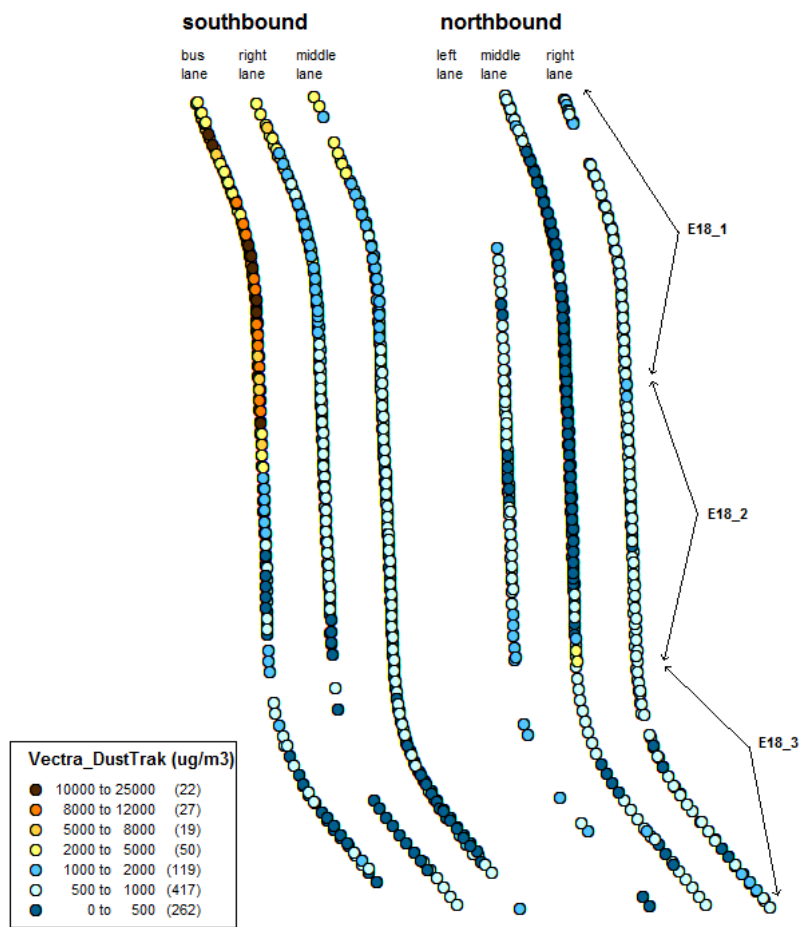 southbound northbound
bus right middle left middle right
lane lane lane lane lane lane
E18_1
E18_2
E18_3
Vectra_DustTrak (ug/m3)
10000 to 25000 (22)
8000 to 12000 (27)
5000 to 8000 (19)
2000 to 5000 (50)
1000 to 2000 (119)
500 to 1000 (417)
0 to 500 (262)